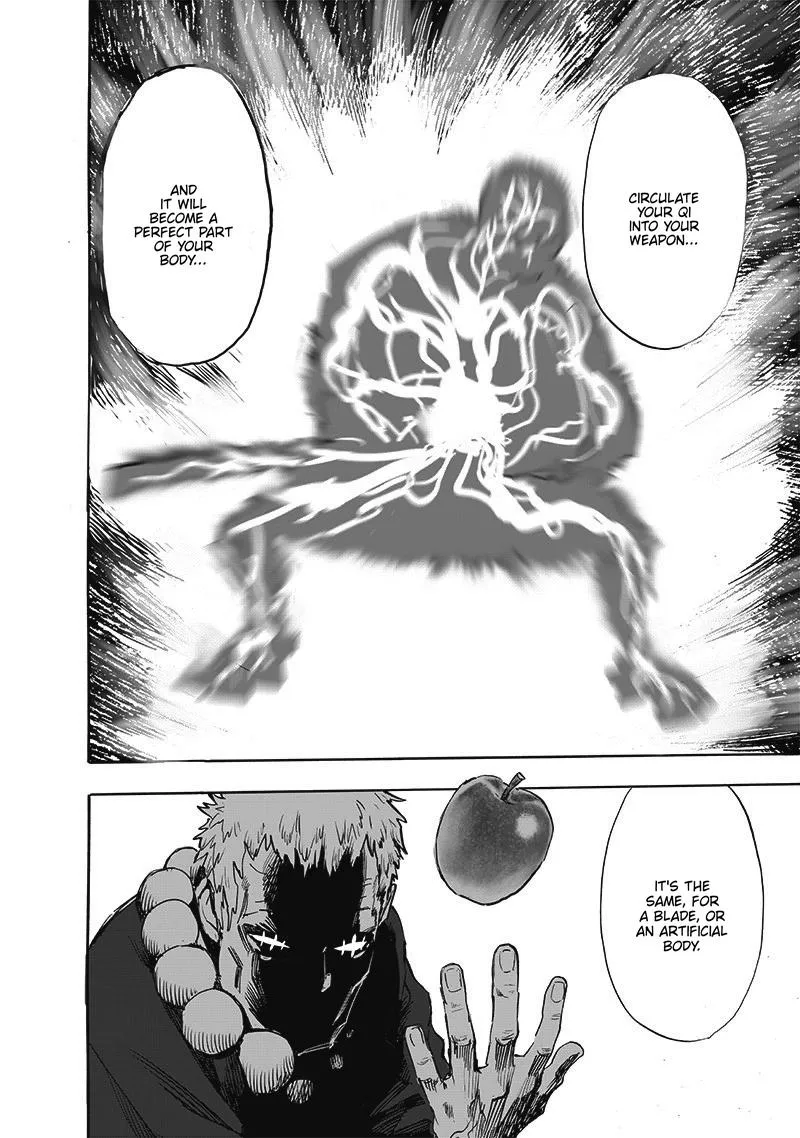 CIRCULATE
YOUR QI
INTO YOUR
WEAPON...
AND
IT WILL
BECOME A
PERFECT PART
OF YOUR
BODY...
IT'S THE
SAME, FOR
A BLADE, OR
AN ARTIFICIAL
BODY.